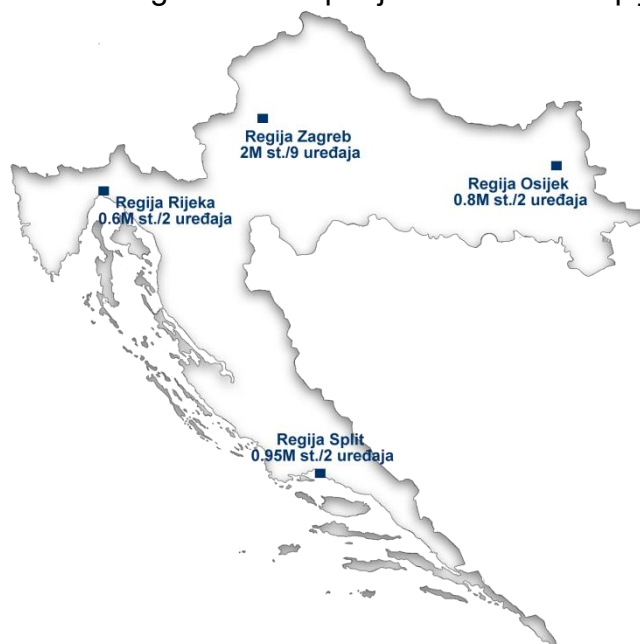 Regija Zagreb
2M st./9 uređaja
Regija Osijek
0.8M st./2 uređaja
Regija Rijeka
0.6M st./2 uređaja
Regija Split
0.95M st./2 uređaja